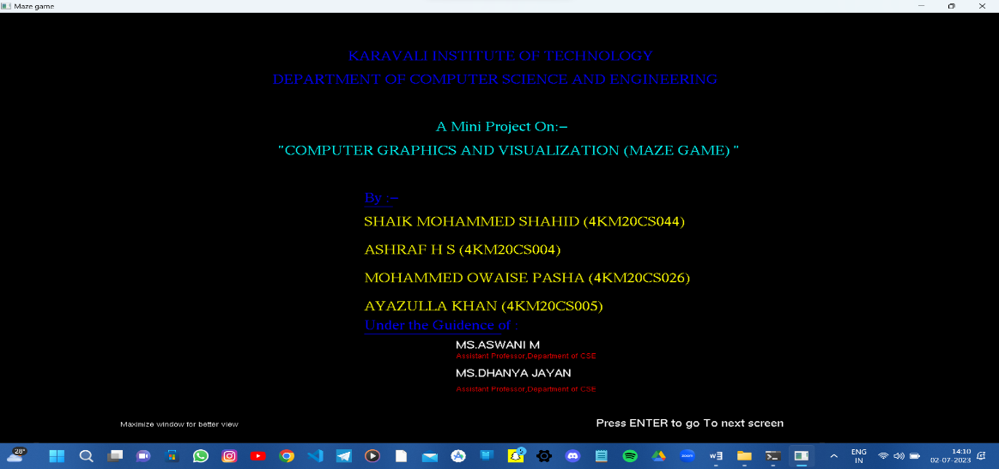 Maze game
KARAVALI INSTITUTE OF TECHNOLOGY
DEPARTMENT OF COMPUTER SCIENCE AND ENGINEERING
A Mini Project On:-
"COMPUTER GRAPHICS AND VISUALIZATION (MAZE GAME) "
By :-
SHAIK MOHAMMED SHAHID (4KM20CS044)
ASHRAF H S (4KM20CS004)
MOHAMMED OWAISE PASHA (4KM20CS026)
AYAZULLA KHAN (4KM20CS005)
Under the Guidence of :
MS.ASWANI M
Assistant Professor,Department of CSE
MS.DHANYA JAYAN
Assistant Professor,Department of CSE
Maximize window for better view
Press ENTER to go To next screen
28°
zoom
ENG
IN
14:10
02-07-2023